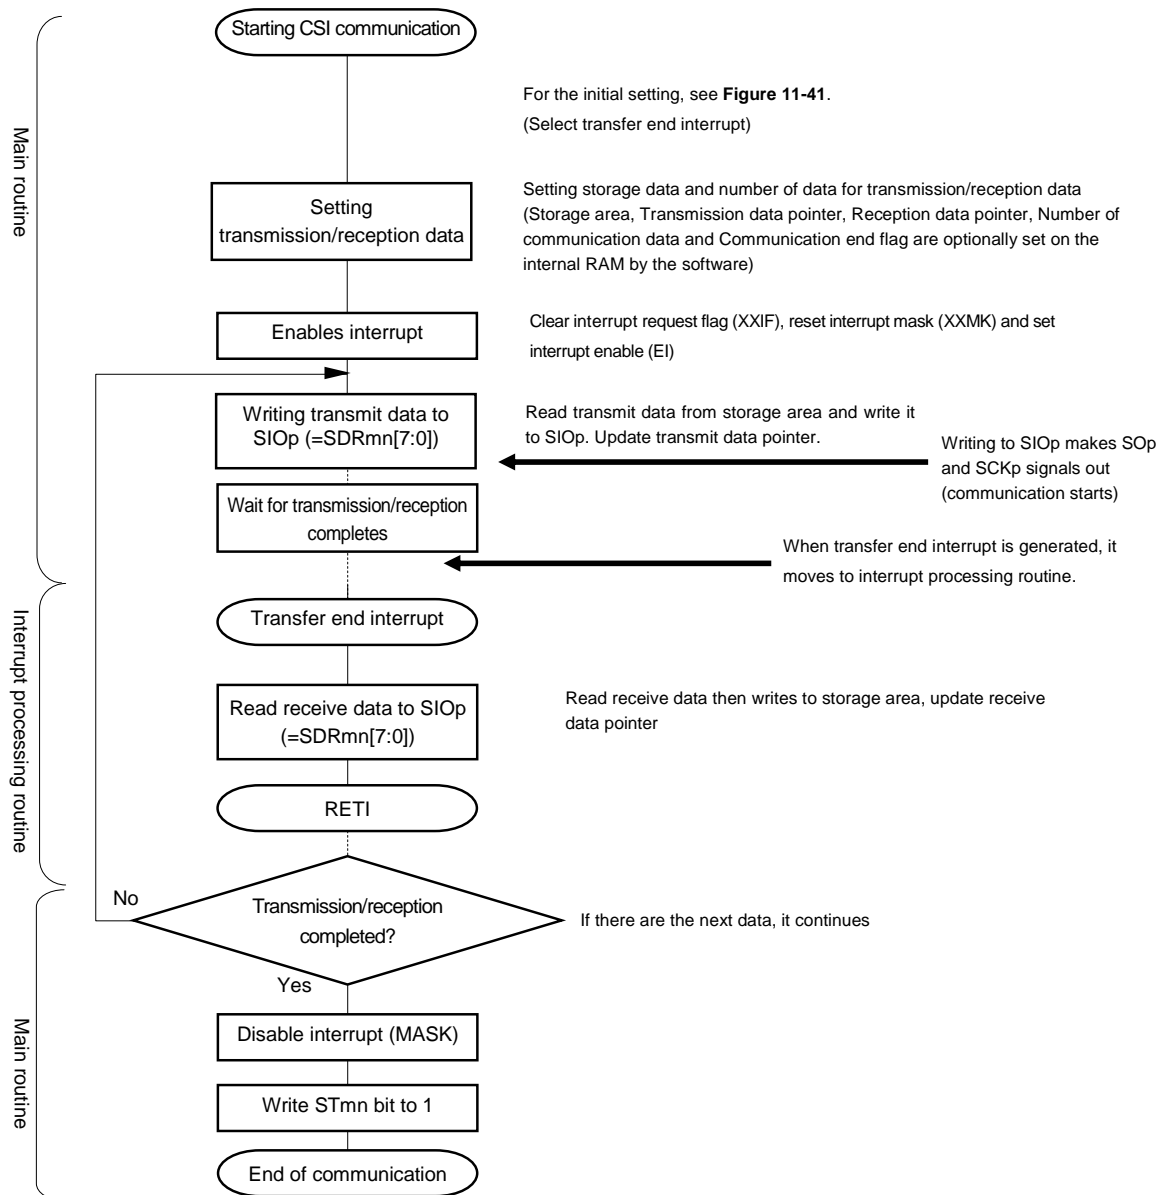 Starting CSI communication
For the initial setting, see Figure 11-41.
(Select transfer end interrupt)
Main routine
Setting
transmission/reception data
Setting storage data and number of data for transmission/reception data
(Storage area, Transmission data pointer, Reception data pointer, Number of
communication data and Communication end flag are optionally set on the
internal RAM by the software)
Enables interrupt
Clear interrupt request flag (XXIF), reset interrupt mask (XXMK) and set
interrupt enable (EI)
Writing transmit data to
SIOp (=SDRmn[7:0])
Read transmit data from storage area and write it
to SIOp. Update transmit data pointer.
Writing to SIOp makes SOp
and SCKp signals out
(communication starts)
Wait for transmission/reception
completes
When transfer end interrupt is generated, it
moves to interrupt processing routine.
Transfer end interrupt
Interrupt processing routine
Read receive data to SIOp
(=SDRmn[7:0])
Read receive data then writes to storage area, update receive
data pointer
RETI
No
Transmission/reception
completed?
If there are the next data, it continues
Yes
Main routine
Disable interrupt (MASK)
Write STmn bit to 1
End of communication